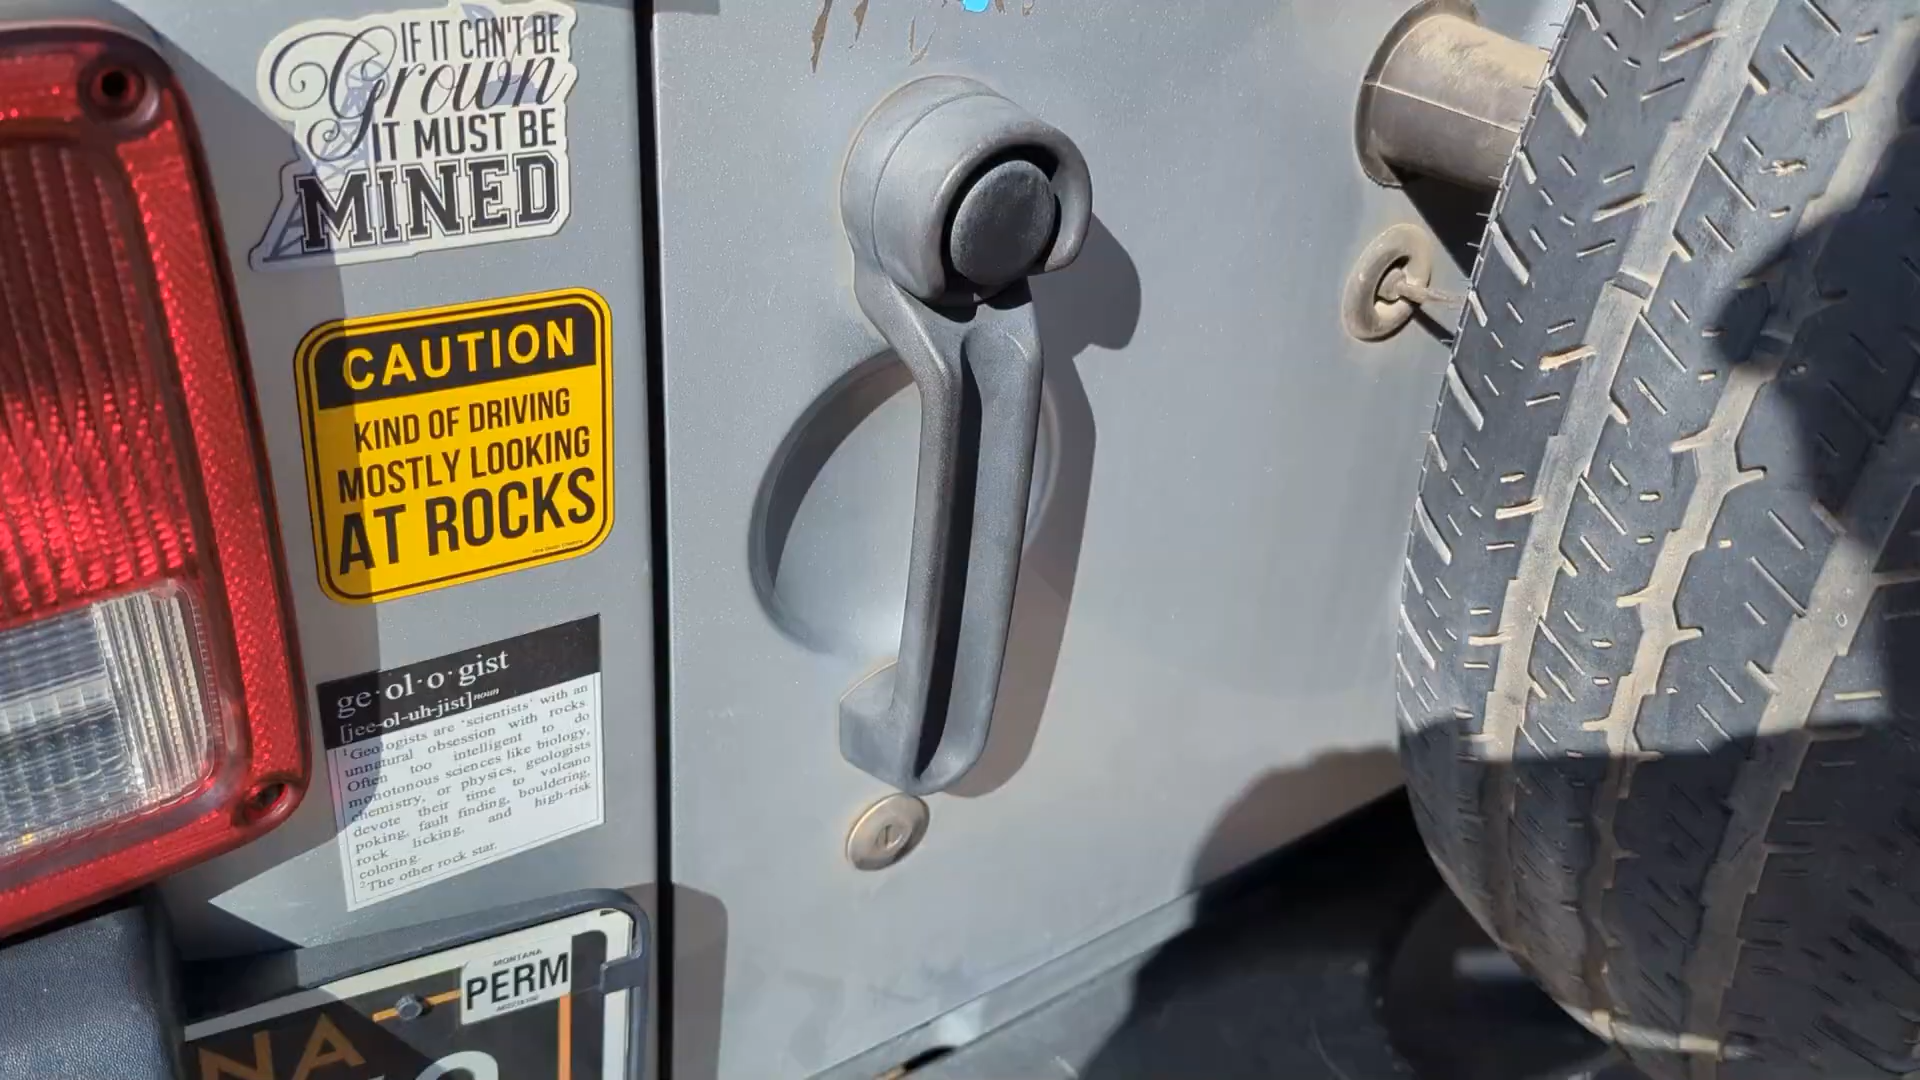 IF IT CAN'T BE
Grown
IT MUST BE
MINED
CAUTION
KIND OF DRIVING
MOSTLY LOOKING
AT ROCKS
ge·ol·o·gist
[jee-ol-uh-jist] noun
¹Geologists are 'scientists' with an
unnatural obsession with rocks.
Often too intelligent to do
monotonous sciences like biology,
chemistry, or physics, geologists
devote their time to volcano
poking, fault finding, bouldering,
rock licking, and high-risk
coloring.
²The other rock star.
MONTANA
PERM
NA